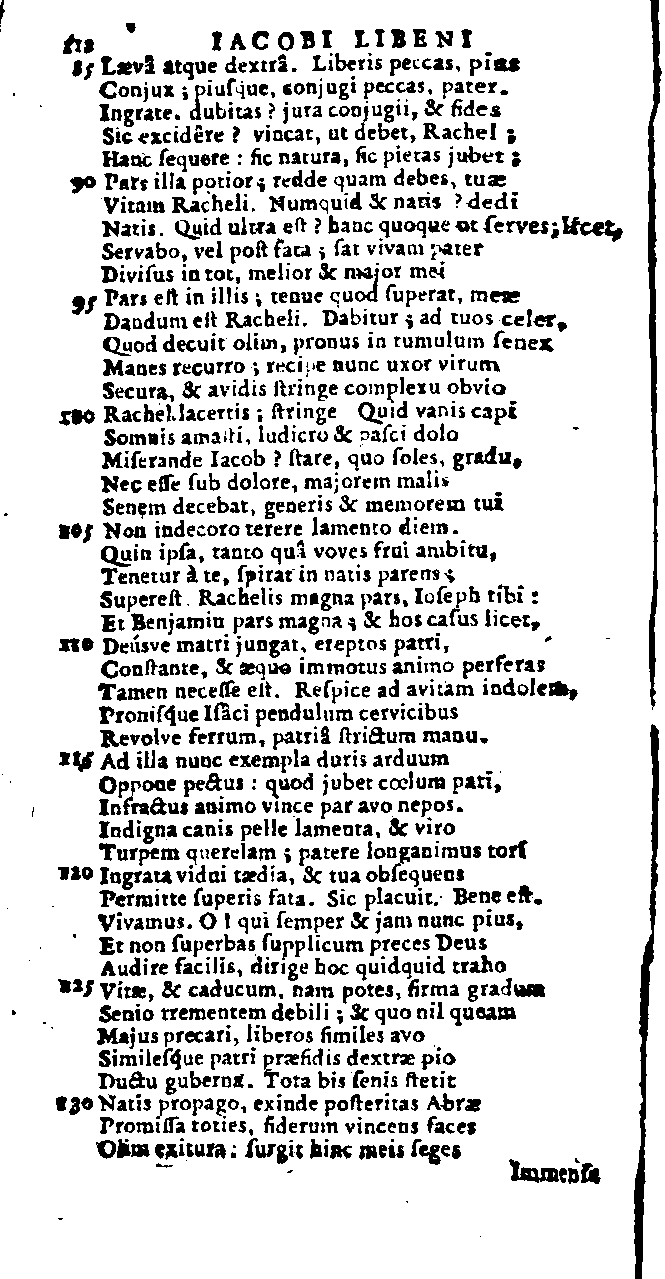 112 IACOBI LIBENI
85 Lævâ atque dextrâ. Liberis peccas, pius
Conjux ; piuſque, conjugi peccas, pater.
Ingrate. dubitas ? jura conjugii, & fides
Sic excidêre ? vincat, ut debet, Rachel ;
Hanc ſequere : ſic natura, ſic pietas jubet ;
90 Pars illa potior ; redde quam debes, tuæ
Vitam Racheli. Numquid & natis ? dedi
Natis. Quid ultra eſt ? hanc quoque ut ſerves; licet,
Servabo, vel poſt fata ; ſat vivam pater
Diviſus in tot, melior & major mei
95 Pars eſt in illis ; tenue quod ſuperat, meæ
Dandum eſt Racheli. Dabitur ; ad tuos celer,
Quod decuit olim, pronus in tumulum ſenex
Manes recurro ; recipe nunc uxor virum
Secura, & avidis ſtringe complexu obvio
100 Rachel lacertis ; ſtringe Quid vanis capi
Somnis amaſti, ludicro & paſci dolo
Miſerande Iacob ? ſtare, quo ſoles, gradu,
Nec eſſe ſub dolore, majorem malis
Senem decebat, generis & memorem tui
105 Non indecoro terere lamento diem.
Quin ipſa, tanto quâ voves frui ambitu,
Tenetur à te, ſpirat in natis parens ;
Supereſt. Rachelis magna pars, Ioſeph tibi :
Et Benjamin pars magna ; & hos caſus licet,
110 Deúsve matri jungat, ereptos patri,
Conſtante, & æquo immotus animo perferas
Tamen neceſſe eſt. Reſpice ad avitam indolem,
Proniſque Iſâci pendulum cervicibus
Revolve ferrum, patriâ ſtrictum manu.
115 Ad illa nunc exempla duris arduum
Oppone pectus : quod jubet cœlum pati,
Infractus animo vince par avo nepos.
Indigna canis pelle lamenta, & viro
Turpem querelam ; patere longanimus torſ
120 Ingrata vidui tædia, & tua obſequens
Permitte ſuperis fata. Sic placuit. Bene eſt.
Vivamus. O ! qui ſemper & jam nunc pius,
Et non ſuperbas ſupplicum preces Deus
Audire facilis, dirige hoc quidquid traho
125 Vitæ, & caducum, nam potes, firma gradum
Senio trementem debili ; & quo nil queam
Majus precari, liberos ſimiles avo
Simileſque patri præfidis dextræ pio
Ductu guberna. Tota bis ſenis ſtetit
130 Natis propago, exinde poſteritas Abræ
Promiſſa toties, ſiderum vincens faces
Olim exitura : ſurgit hinc meis ſeges
Immenſa